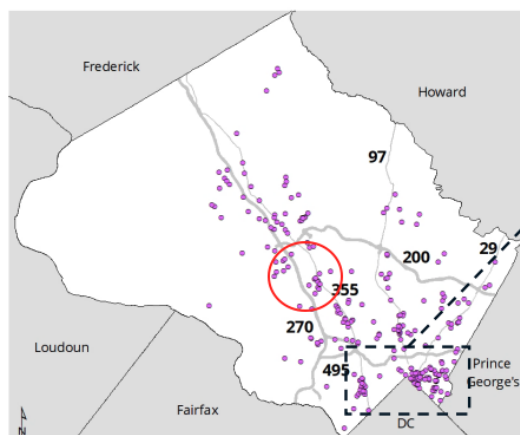 Frederick
Howard
97
29
200
355
270
Loudoun
495
Prince
George's
Fairfax
DC
N